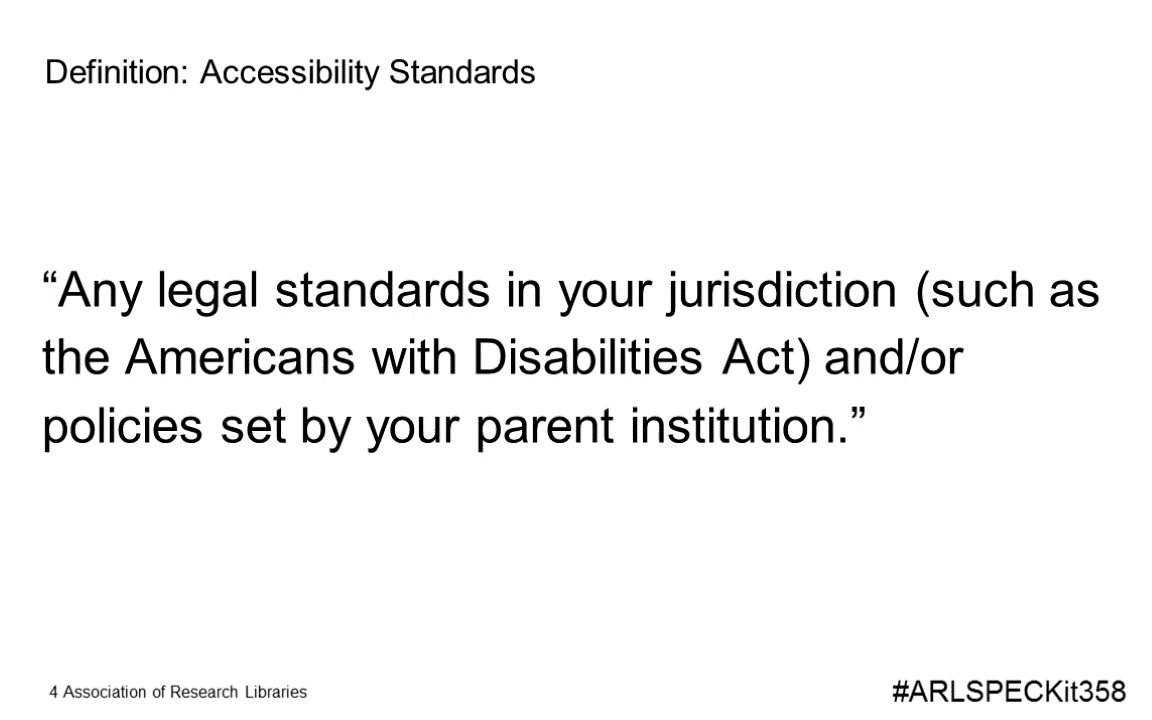 Definition: Accessibility Standards
“Any legal standards in your jurisdiction (such as
the Americans with Disabilities Act) and/or
policies set by your parent institution.”
4 Association of Research Libraries
#ARLSPECKit358